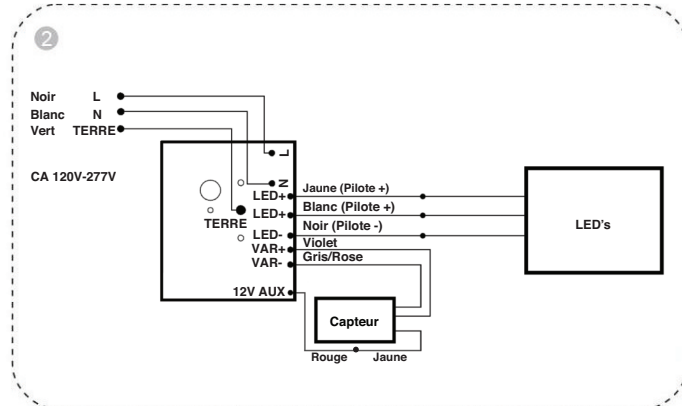 2
Noir L
Blanc N
Vert TERRE
CA 120V-277V
L
N
TERRE
LED+
LED+
LED-
VAR+
VAR-
12V AUX
Jaune (Pilote +)
Blanc (Pilote +)
Noir (Pilote -)
Violet
Gris/Rose
LED's
Capteur
Rouge Jaune